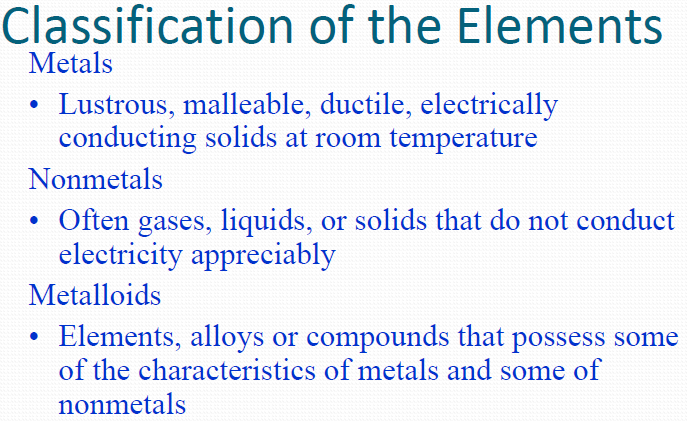 Classification of the Elements
Metals
• Lustrous, malleable, ductile, electrically
conducting solids at room temperature
Nonmetals
• Often gases, liquids, or solids that do not conduct
electricity appreciably
Metalloids
• Elements, alloys or compounds that possess some
of the characteristics of metals and some of
nonmetals